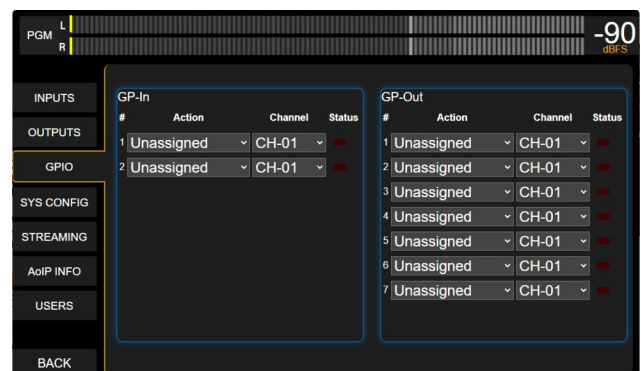 PGM L
R
-90
dBFS
INPUTS
OUTPUTS
GPIO
SYS CONFIG
STREAMING
AoIP INFO
USERS
BACK
GP-In
# Action Channel Status
1 Unassigned CH-01
2 Unassigned CH-01
GP-Out
# Action Channel Status
1 Unassigned CH-01
2 Unassigned CH-01
3 Unassigned CH-01
4 Unassigned CH-01
5 Unassigned CH-01
6 Unassigned CH-01
7 Unassigned CH-01